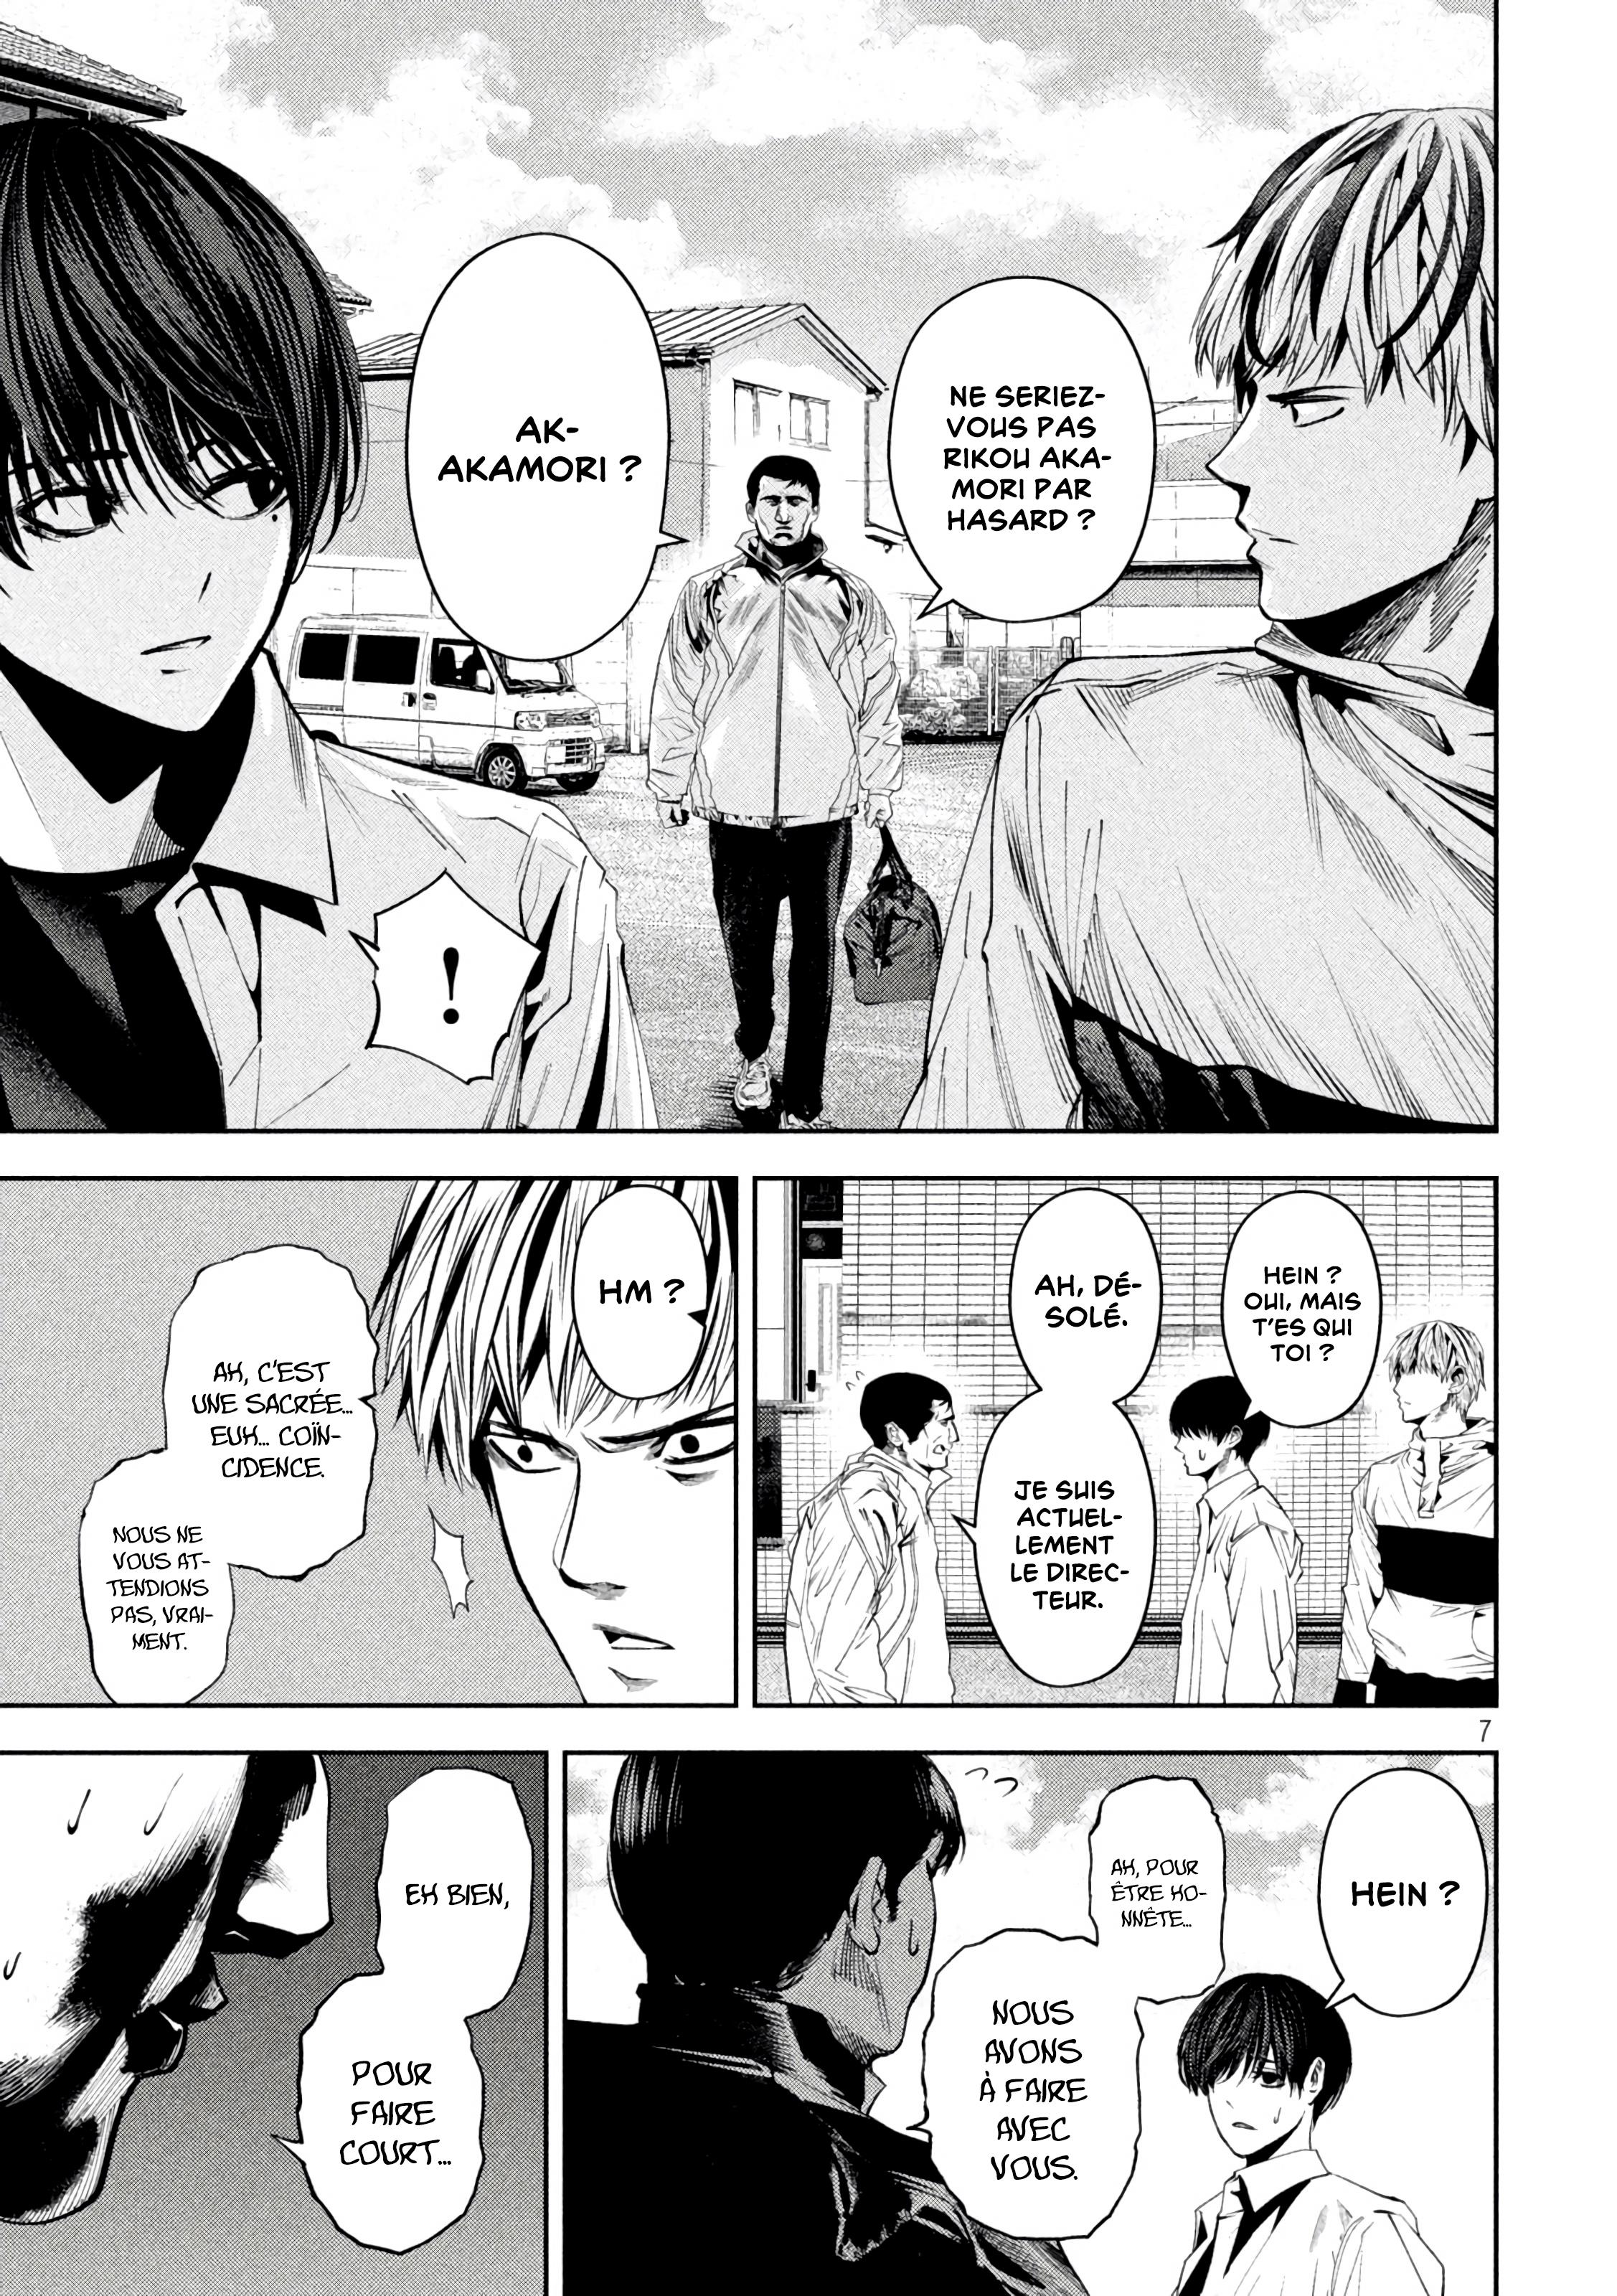 NE SERIEZ-
VOUS PAS
RIKOU AKA-
MORI PAR
HASARD ?
AK-
AKAMORI ?
!
HEIN ?
OUI, MAIS
T'ES QUI
TOI ?
AH, DÉ-
SOLÉ.
JE SUIS
ACTUEL-
LEMENT
LE DIREC-
TEUR.
HM ?
AH, C'EST
UNE SACRÉE...
EUH... COÏN-
CIDENCE.
NOUS NE
VOUS AT-
TENDIONS
PAS, VRAI-
MENT.
7
HEIN ?
AH, POUR
ÊTRE HO-
NNÊTE...
NOUS
AVONS
À FAIRE
AVEC
VOUS.
EH BIEN,
POUR
FAIRE
COURT...